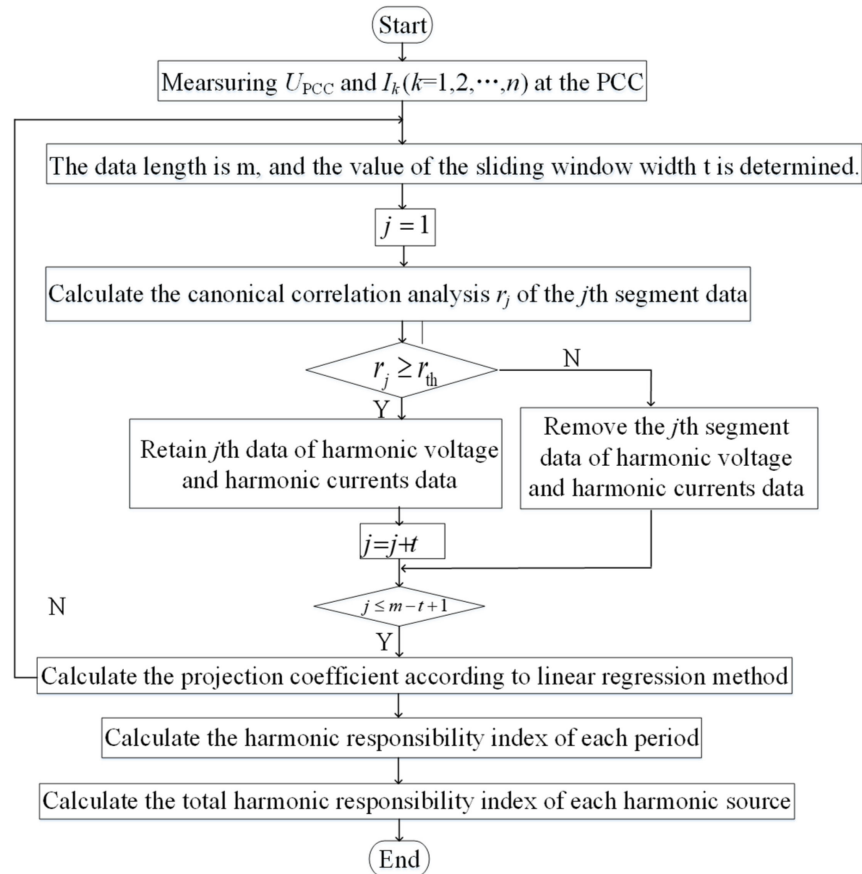 Start
Mearsuring U_PCC and I_k(k=1,2,⋯,n) at the PCC
The data length is m, and the value of the sliding window width t is determined.
j = 1
Calculate the canonical correlation analysis r_j of the jth segment data
r_j ≥ r_th
N
Y
Retain jth data of harmonic voltage
and harmonic currents data
Remove the jth segment
data of harmonic voltage
and harmonic currents data
j=j+t
j ≤ m − t + 1
N
Y
Calculate the projection coefficient according to linear regression method
Calculate the harmonic responsibility index of each period
Calculate the total harmonic responsibility index of each harmonic source
End